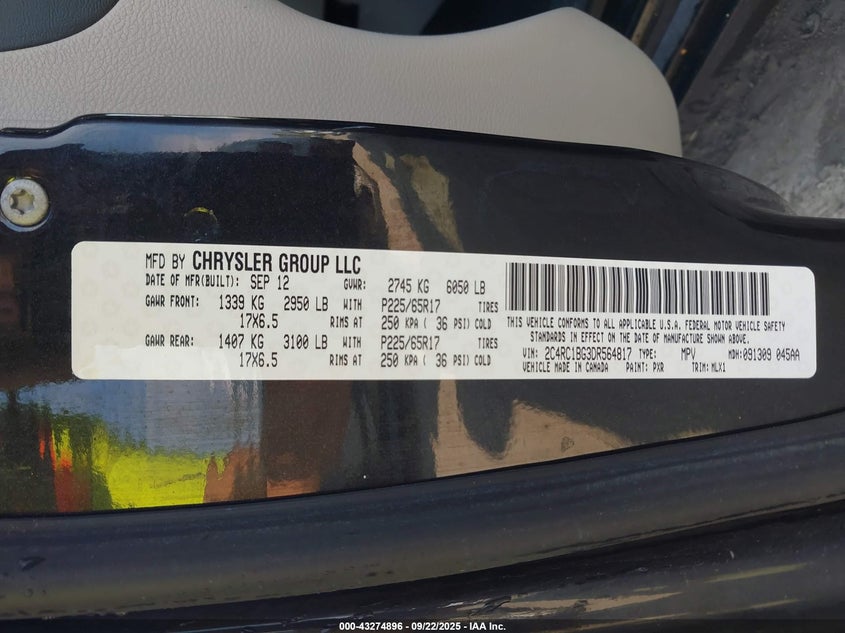 MFD BY CHRYSLER GROUP LLC
DATE OF MFR(BUILT): SEP 12 GVWR: 2745 KG 6050 LB
GAWR FRONT: 1339 KG 2950 LB WITH P225/65R17 TIRES
17X6.5 RIMS AT 250 KPA ( 36 PSI) COLD
GAWR REAR: 1407 KG 3100 LB WITH P225/65R17 TIRES
17X6.5 RIMS AT 250 KPA ( 36 PSI) COLD
THIS VEHICLE CONFORMS TO ALL APPLICABLE U.S.A. FEDERAL MOTOR VEHICLE SAFETY
STANDARDS IN EFFECT ON THE DATE OF MANUFACTURE SHOWN ABOVE.
VIN: 2C4RC1BG3DR564817 TYPE: MPV MDH: 091309 045AA
VEHICLE MADE IN CANADA PAINT: PXR TRIM: MLX1
000-43274896 - 09/22/2025 - IAA Inc.